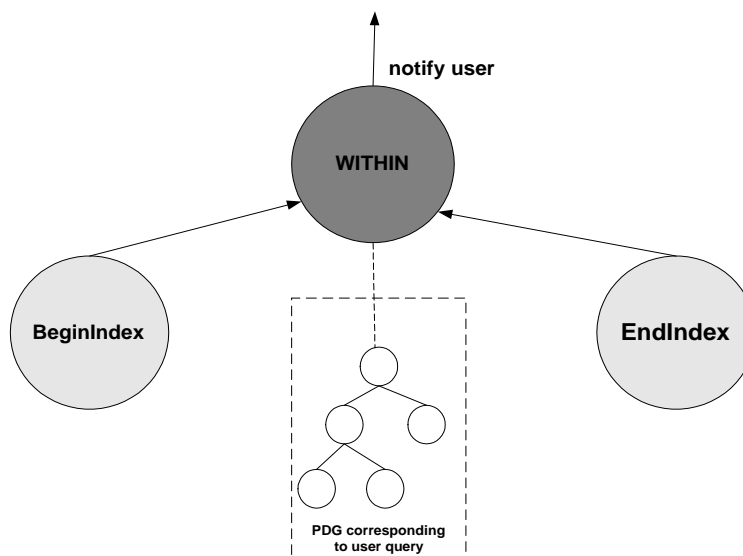 notify user
WITHIN
BeginIndex
EndIndex
PDG corresponding
to user query